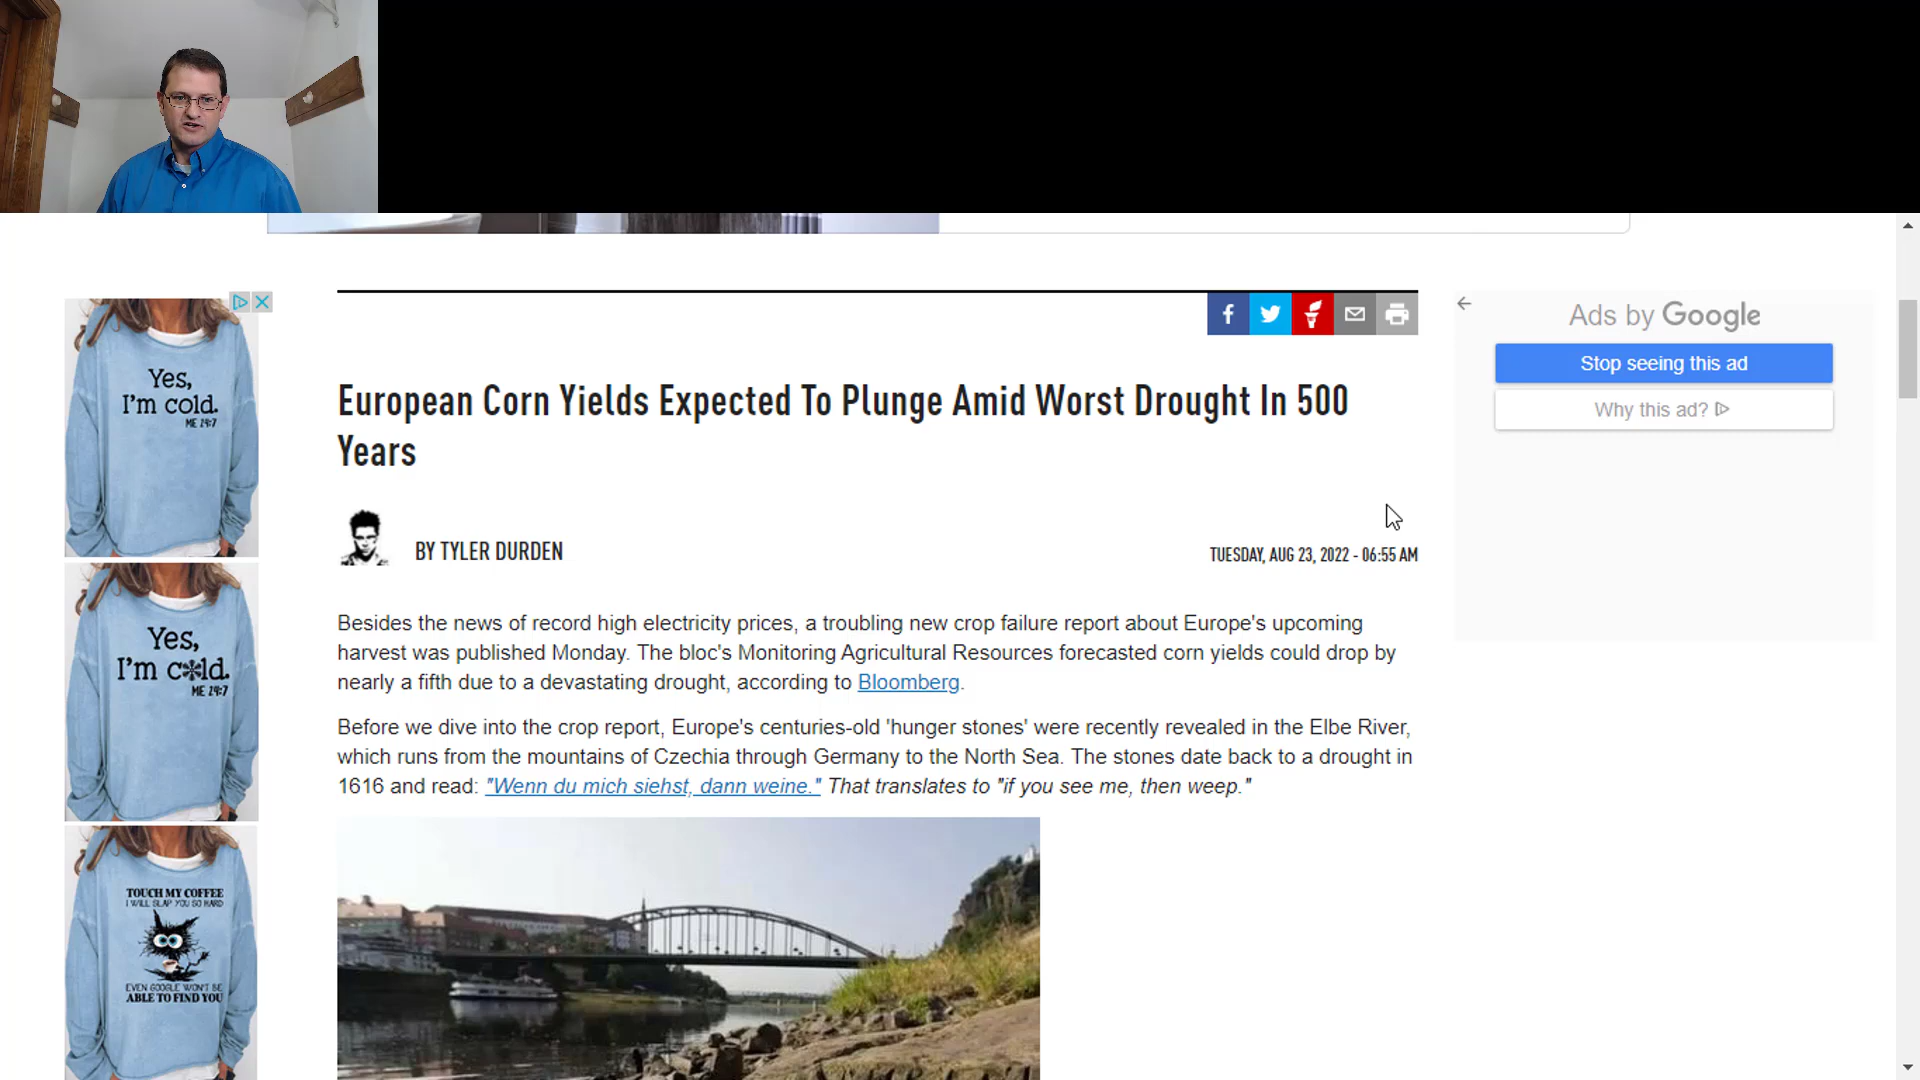 Yes,
I'm cold.
ME 24:7
Yes,
I'm c❄ld.
ME 24:7
TOUCH MY COFFEE
I WILL SLAP YOU SO HARD
EVEN GOOGLE WON'T BE
ABLE TO FIND YOU
European Corn Yields Expected To Plunge Amid Worst Drought In 500
Years
BY TYLER DURDEN
TUESDAY, AUG 23, 2022 - 06:55 AM
Besides the news of record high electricity prices, a troubling new crop failure report about Europe's upcoming
harvest was published Monday. The bloc's Monitoring Agricultural Resources forecasted corn yields could drop by
nearly a fifth due to a devastating drought, according to Bloomberg.
Before we dive into the crop report, Europe's centuries-old 'hunger stones' were recently revealed in the Elbe River,
which runs from the mountains of Czechia through Germany to the North Sea. The stones date back to a drought in
1616 and read: "Wenn du mich siehst, dann weine." That translates to "if you see me, then weep."
Ads by Google
Stop seeing this ad
Why this ad?